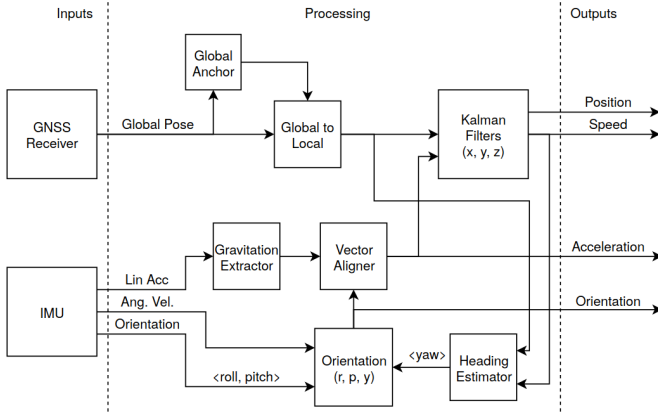 Inputs
Processing
Outputs
Global
Anchor
GNSS
Receiver
Global Pose
Global to
Local
Kalman
Filters
(x, y, z)
Position
Speed
Gravitation
Extractor
Vector
Aligner
Acceleration
IMU
Lin Acc
Ang. Vel.
Orientation
<roll, pitch>
Orientation
(r, p, y)
<yaw>
Heading
Estimator
Orientation